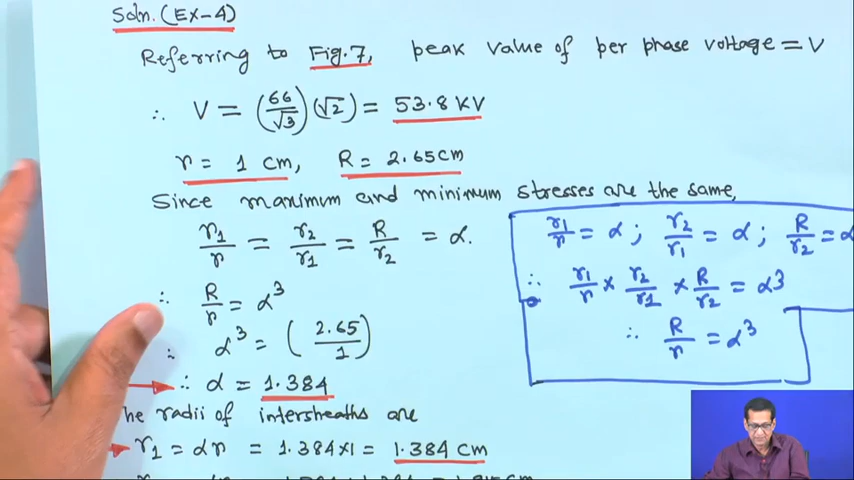 Soln. (EX-4)
Referring to Fig.7, peak value of per phase voltage = V
∴ V = (66/√3)(√2) = 53.8 KV
r = 1 cm, R = 2.65cm
Since maximum and minimum stresses are the same,
r1/r = r2/r1 = R/r2 = α.
∴ R/r = α³
∴ α³ = (2.65/1)
∴ α = 1.384
he radii of intersheaths are
r1 = αr = 1.384×1 = 1.384 cm
r1/r = α ; r2/r1 = α ; R/r2 = α
∴ r1/r × r2/r1 × R/r2 = α³
∴ R/r = α³